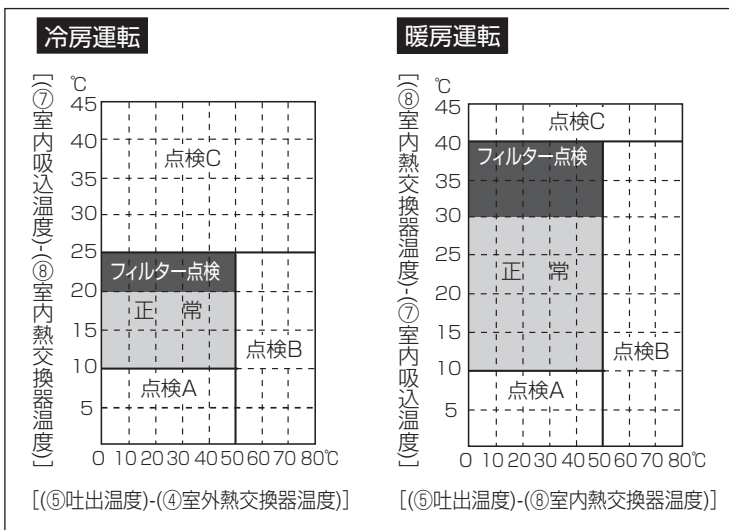 冷房運転
[(⑦室内吸込温度)-(⑧室内熱交換器温度)]
℃
45
40
35
30
25
20
15
10
5
点検C
フィルター点検
正 常
点検B
点検A
0 10 20 30 40 50 60 70 80℃
[(⑤吐出温度)-(④室外熱交換器温度)]
暖房運転
[(⑧室内熱交換器温度)-(⑦室内吸込温度)]
℃
45
40
35
30
25
20
15
10
5
点検C
フィルター点検
正 常
点検B
点検A
0 10 20 30 40 50 60 70 80℃
[(⑤吐出温度)-(⑧室内熱交換器温度)]